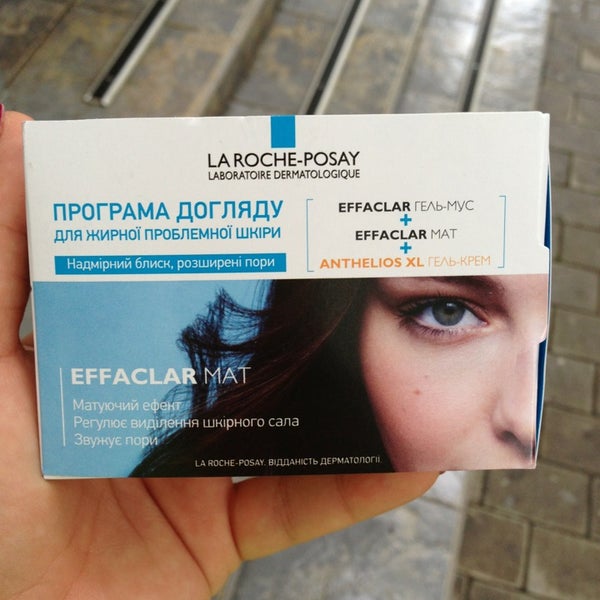 LA ROCHE-POSAY
LABORATOIRE DERMATOLOGIQUE
ПРОГРАМА ДОГЛЯДУ
ДЛЯ ЖИРНОЇ ПРОБЛЕМНОЇ ШКІРИ
Надмірний блиск, розширені пори
EFFACLAR ГЕЛЬ-МУС
+
EFFACLAR МАТ
+
ANTHELIOS XL ГЕЛЬ-КРЕМ
EFFACLAR MAT
Матуючий ефект
Регулює виділення шкірного сала
Звужує пори
LA ROCHE-POSAY. ВІДДАНІСТЬ ДЕРМАТОЛОГІЇ.